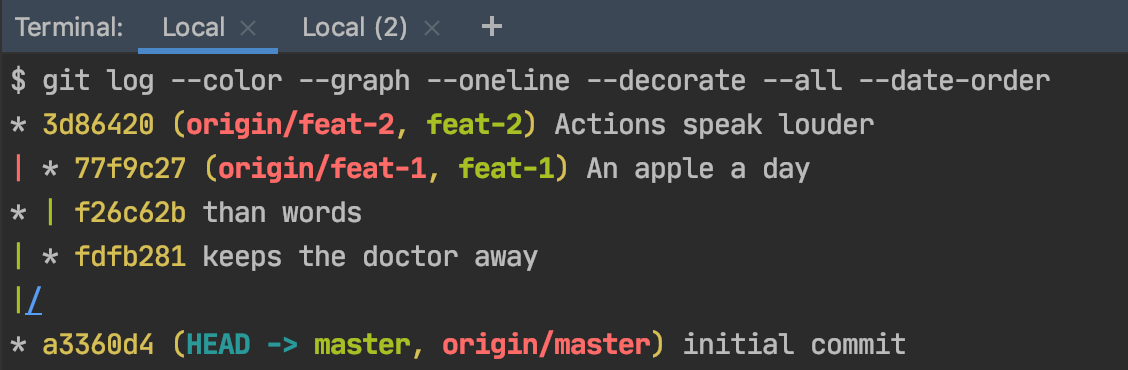 Terminal: Local × Local (2) × +
$ git log --color --graph --oneline --decorate --all --date-order
* 3d86420 (origin/feat-2, feat-2) Actions speak louder
| * 77f9c27 (origin/feat-1, feat-1) An apple a day
* | f26c62b than words
| * fdfb281 keeps the doctor away
|/
* a3360d4 (HEAD -> master, origin/master) initial commit